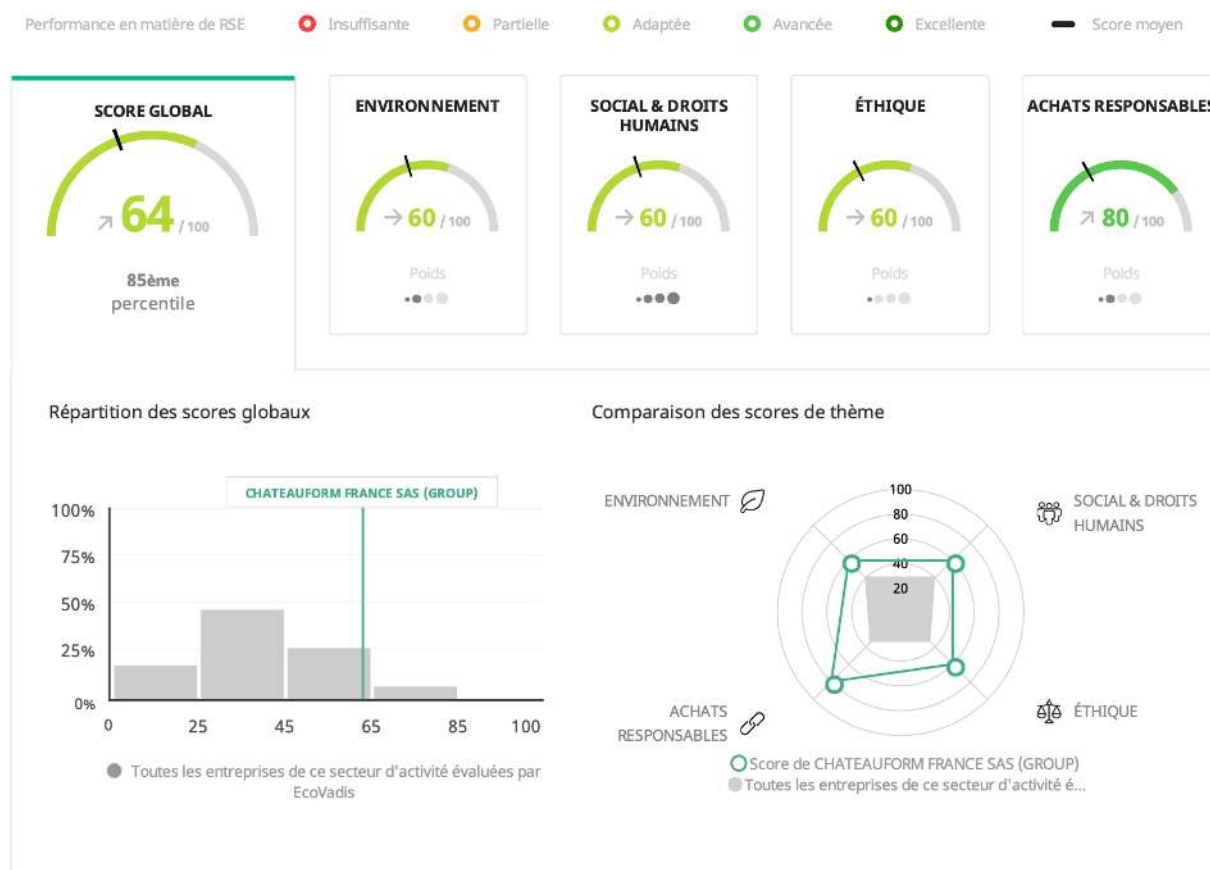 Performance en matière de RSE Insuffisante Partielle Adaptée Avancée Excellente Score moyen
SCORE GLOBAL
64 / 100
85ème
percentile
ENVIRONNEMENT
60 / 100
Poids
SOCIAL & DROITS
HUMAINS
60 / 100
Poids
ÉTHIQUE
60 / 100
Poids
ACHATS RESPONSABLES
80 / 100
Poids
Répartition des scores globaux
CHATEAUFORM FRANCE SAS (GROUP)
100%
75%
50%
25%
0%
0 25 45 65 85 100
Toutes les entreprises de ce secteur d'activité évaluées par
EcoVadis
Comparaison des scores de thème
ENVIRONNEMENT
SOCIAL & DROITS
HUMAINS
100
80
60
40
20
ACHATS
RESPONSABLES
ÉTHIQUE
Score de CHATEAUFORM FRANCE SAS (GROUP)
Toutes les entreprises de ce secteur d'activité é...